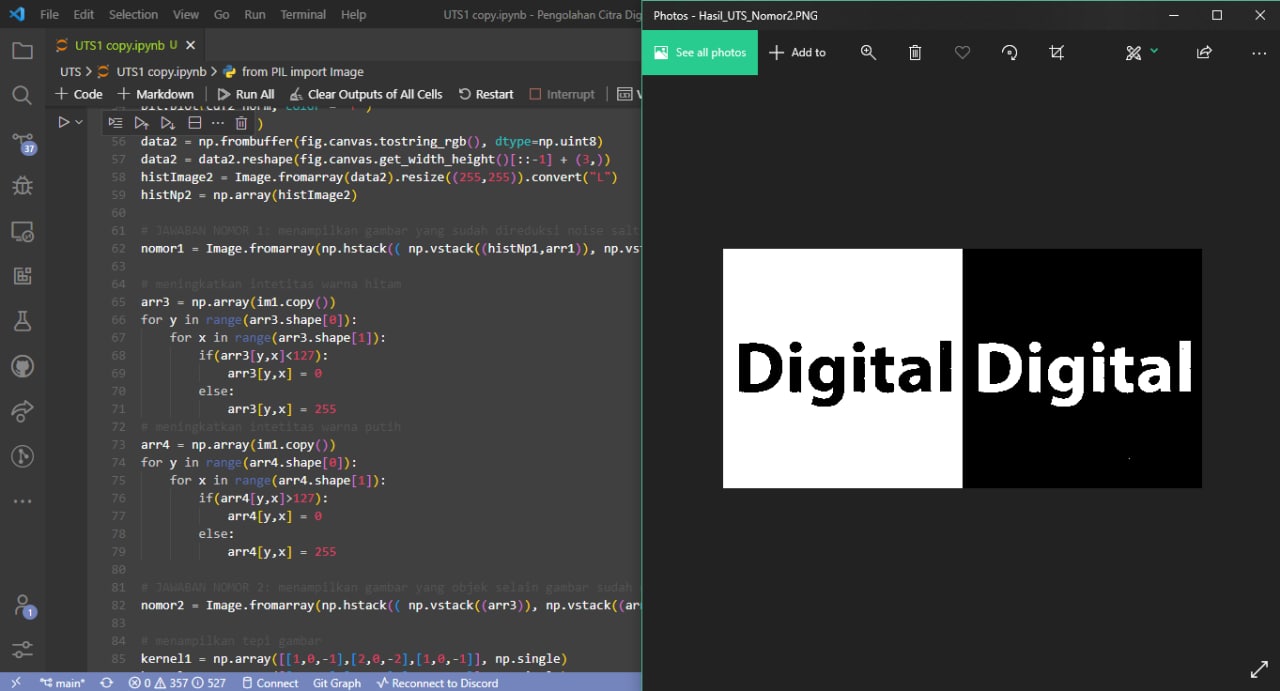 File Edit Selection View Go Run Terminal Help
UTS1 copy.ipynb - Pengolahan Citra Dig
UTS1 copy.ipynb U
UTS > UTS1 copy.ipynb > from PIL import Image
+ Code + Markdown Run All Clear Outputs of All Cells Restart Interrupt
37
)
56 data2 = np.frombuffer(fig.canvas.tostring_rgb(), dtype=np.uint8)
57 data2 = data2.reshape(fig.canvas.get_width_height()[::-1] + (3,))
58 histImage2 = Image.fromarray(data2).resize((255,255)).convert("L")
59 histNp2 = np.array(histImage2)
60
61 # JAWABAN NOMOR 1: menampilkan gambar yang sudah direduksi noise salt
62 nomor1 = Image.fromarray(np.hstack(( np.vstack((histNp1,arr1)), np.vs
63
64 # meningkatkan intetitas warna hitam
65 arr3 = np.array(im1.copy())
66 for y in range(arr3.shape[0]):
67 for x in range(arr3.shape[1]):
68 if(arr3[y,x]<127):
69 arr3[y,x] = 0
70 else:
71 arr3[y,x] = 255
72 # meningkatkan intetitas warna putih
73 arr4 = np.array(im1.copy())
74 for y in range(arr4.shape[0]):
75 for x in range(arr4.shape[1]):
76 if(arr4[y,x]>127):
77 arr4[y,x] = 0
78 else:
79 arr4[y,x] = 255
80
81 # JAWABAN NOMOR 2: menampilkan gambar yang objek selain gambar sudah
82 nomor2 = Image.fromarray(np.hstack(( np.vstack((arr3)), np.vstack((ar
83
84 # menampilkan tepi gambar
85 kernel1 = np.array([[1,0,-1],[2,0,-2],[1,0,-1]], np.single)
1
main* 0 357 527 Connect Git Graph Reconnect to Discord
Photos - Hasil_UTS_Nomor2.PNG
See all photos + Add to
Digital Digital